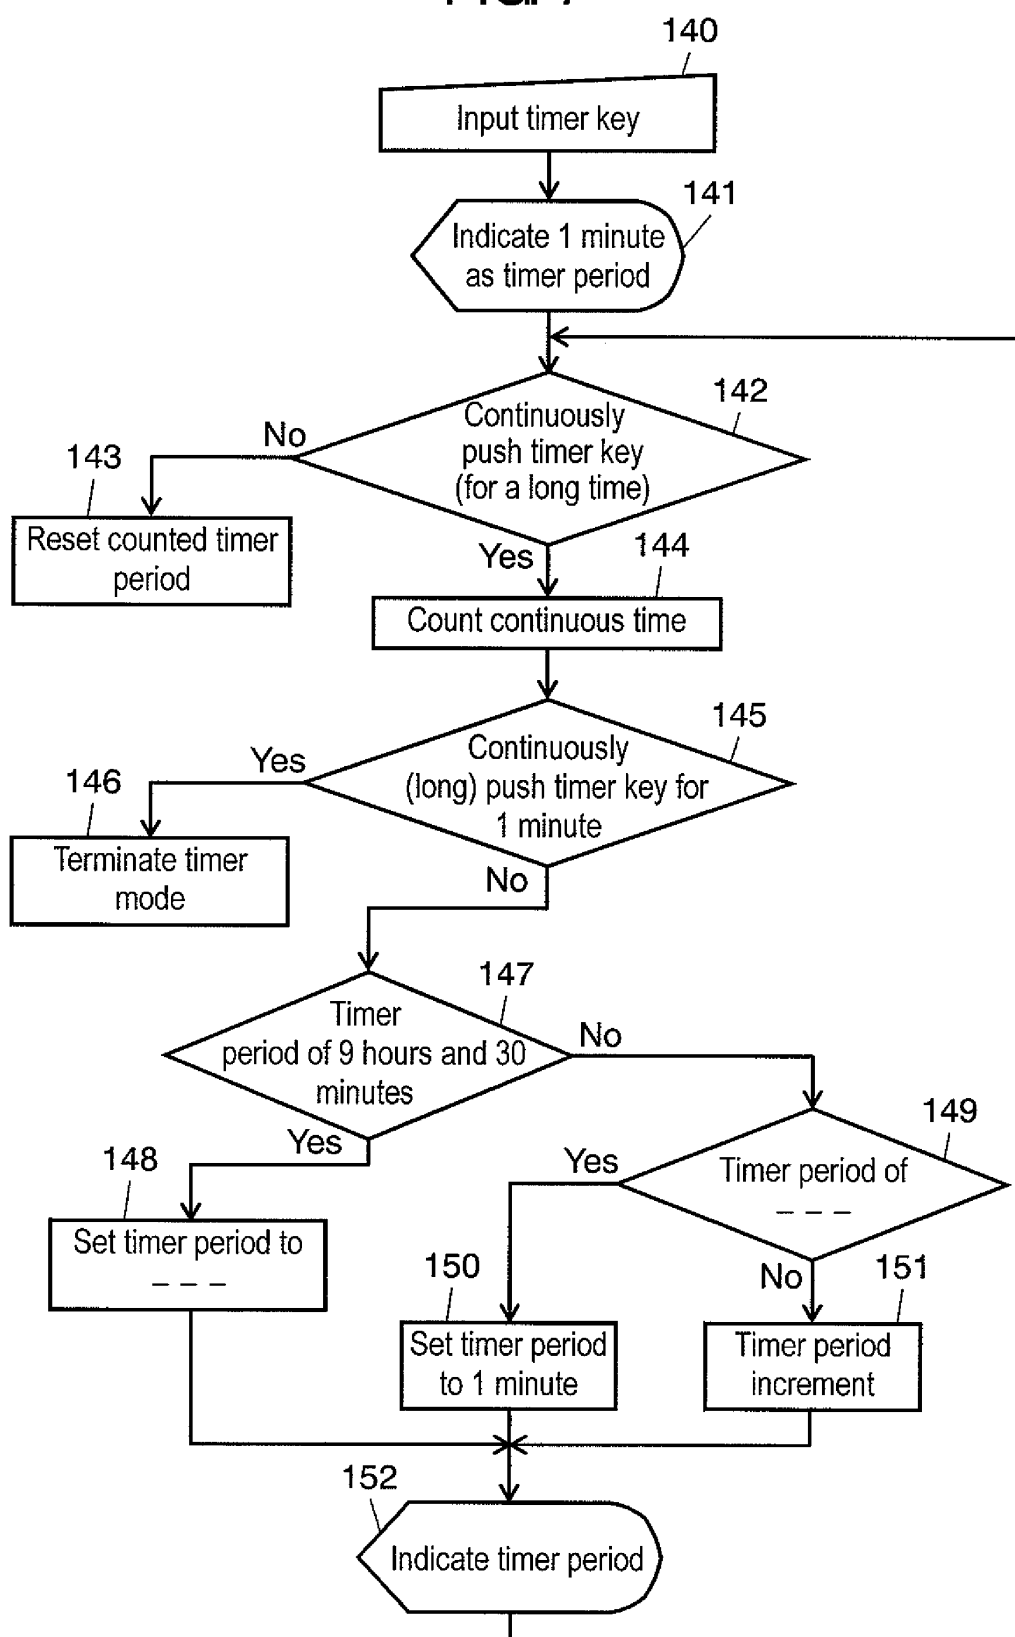 140
Input timer key
141
Indicate 1 minute
as timer period
142
Continuously
push timer key
(for a long time)
No
143
Reset counted timer
period
Yes
144
Count continuous time
145
Continuously
(long) push timer key for
1 minute
Yes
146
Terminate timer
mode
No
147
Timer
period of 9 hours and 30
minutes
No
Yes
148
Set timer period to
– – –
149
Timer period of
– – –
Yes
150
Set timer period
to 1 minute
No
151
Timer period
increment
152
Indicate timer period